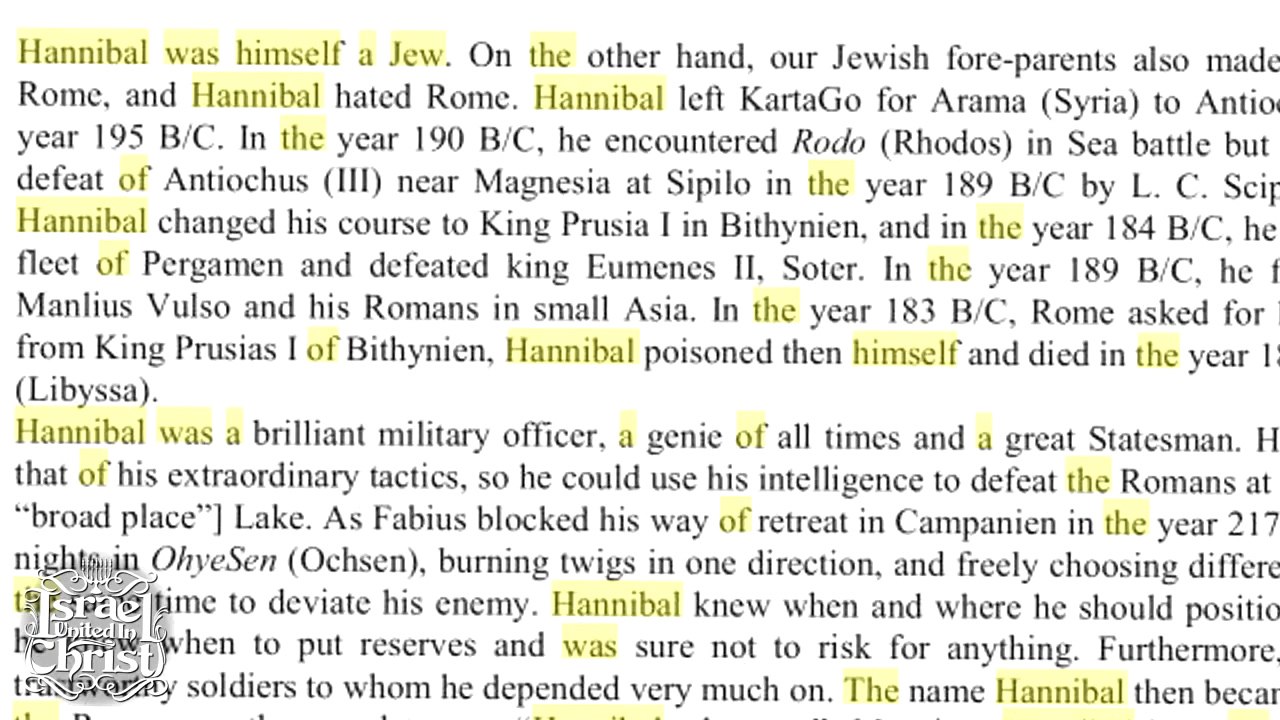 Hannibal was himself a Jew. On the other hand, our Jewish fore-parents also made
Rome, and Hannibal hated Rome. Hannibal left KartaGo for Arama (Syria) to
year 195 B/C. In the year 190 B/C, he encountered Rodo (Rhodos) in Sea battle but
defeat of Antiochus (III) near Magnesia at Sipilo in the year 189 B/C by L. C.
Hannibal changed his course to King Prusia I in Bithynien, and in the year 184 B/C, he
fleet of Pergamen and defeated king Eumenes II, Soter. In the year 189 B/C, he
Manlius Vulso and his Romans in small Asia. In the year 183 B/C, Rome asked for
from King Prusias I of Bithynien, Hannibal poisoned then himself and died in the year
(Libyssa).
Hannibal was a brilliant military officer, a genie of all times and a great Statesman.
that of his extraordinary tactics, so he could use his intelligence to defeat the Romans at
“broad place”] Lake. As Fabius blocked his way of retreat in Campanien in the year 217
nights in OhyeSen (Ochsen), burning twigs in one direction, and freely choosing
time to deviate his enemy. Hannibal knew when and where he should
when to put reserves and was sure not to risk for anything. Furthermore,
soldiers to whom he depended very much on. The name Hannibal then
Israel
United In
Christ